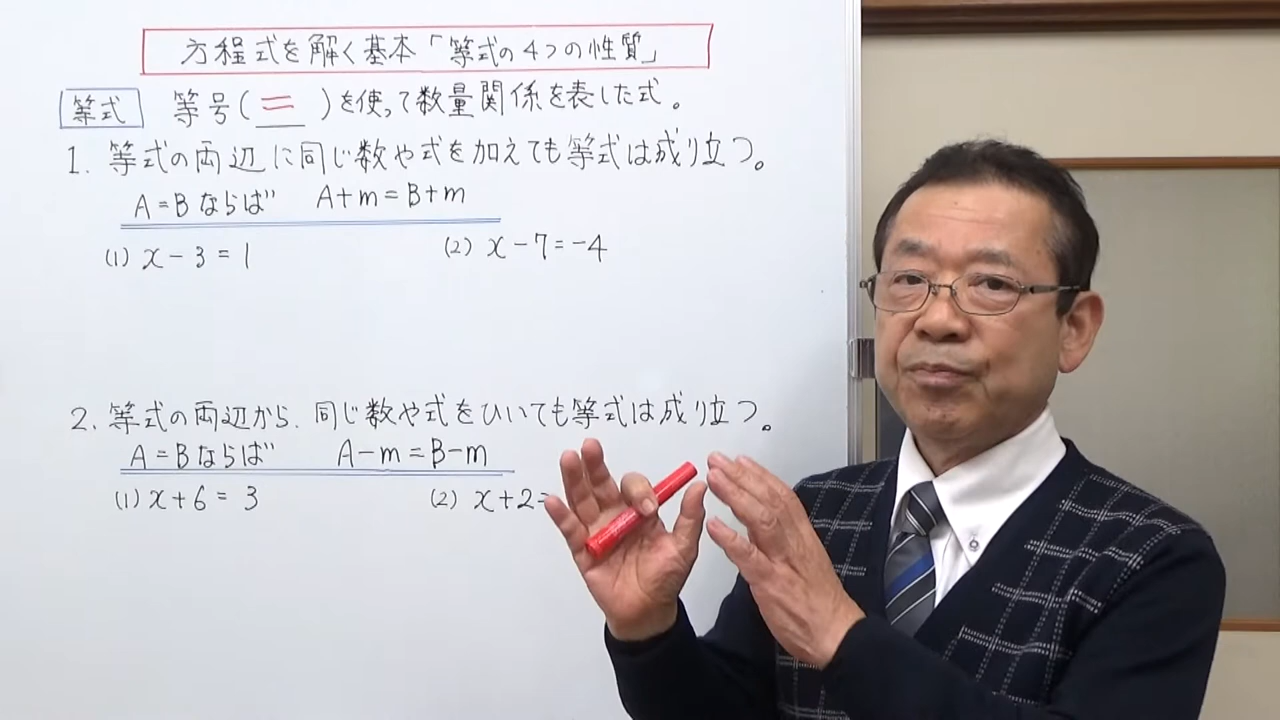 方程式を解く基本「等式の4つの性質」
等式 等号(=)を使って数量関係を表した式。
1. 等式の両辺に同じ数や式を加えても等式は成り立つ。
A=Bならば A+m=B+m
(1) x-3=1 (2) x-7=-4
2. 等式の両辺から、同じ数や式をひいても等式は成り立つ。
A=Bならば A-m=B-m
(1) x+6=3 (2) x+2=